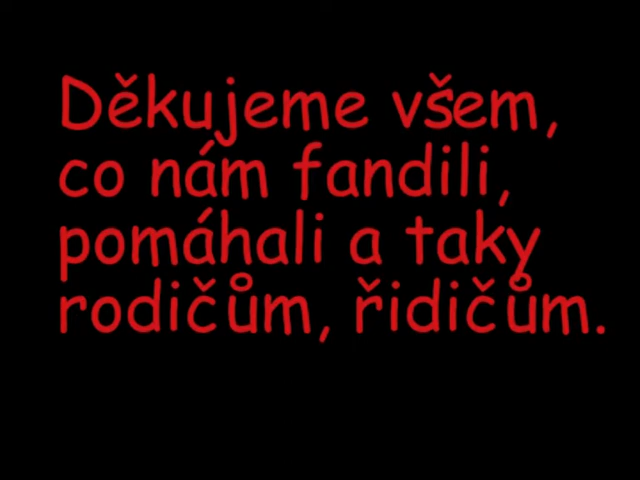 Děkujeme všem,
co nám fandili,
pomáhali a taky
rodičům, řidičům.